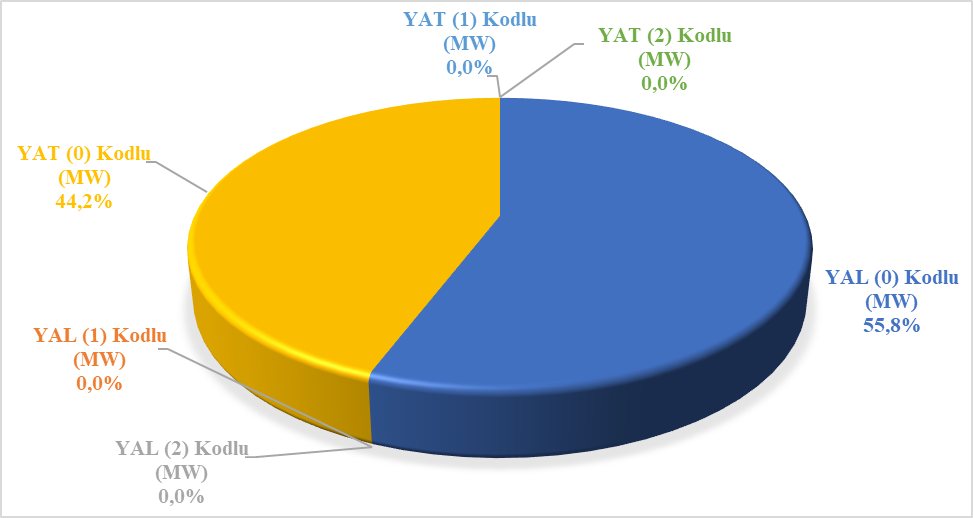 YAT (1) Kodlu
(MW)
0,0%
YAT (2) Kodlu
(MW)
0,0%
YAT (0) Kodlu
(MW)
44,2%
YAL (0) Kodlu
(MW)
55,8%
YAL (1) Kodlu
(MW)
0,0%
YAL (2) Kodlu
(MW)
0,0%